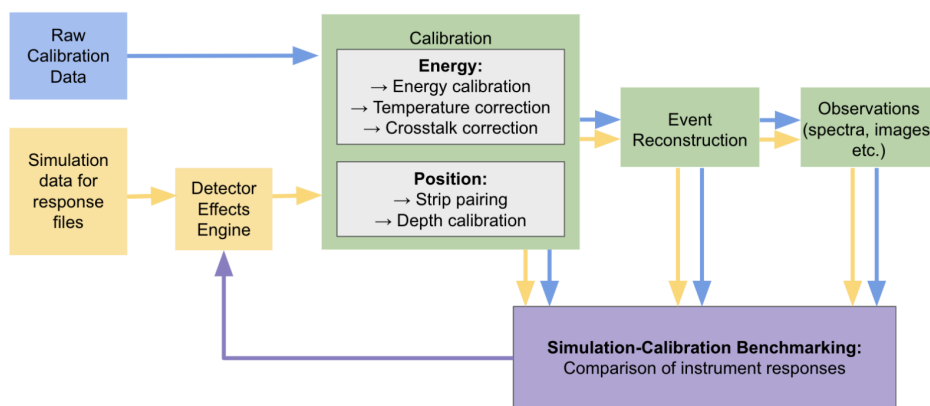 Raw
Calibration
Data
Simulation
data for
response
files
Detector
Effects
Engine
Calibration
Energy:
→ Energy calibration
→ Temperature correction
→ Crosstalk correction
Position:
→ Strip pairing
→ Depth calibration
Event
Reconstruction
Observations
(spectra, images
etc.)
Simulation-Calibration Benchmarking:
Comparison of instrument responses